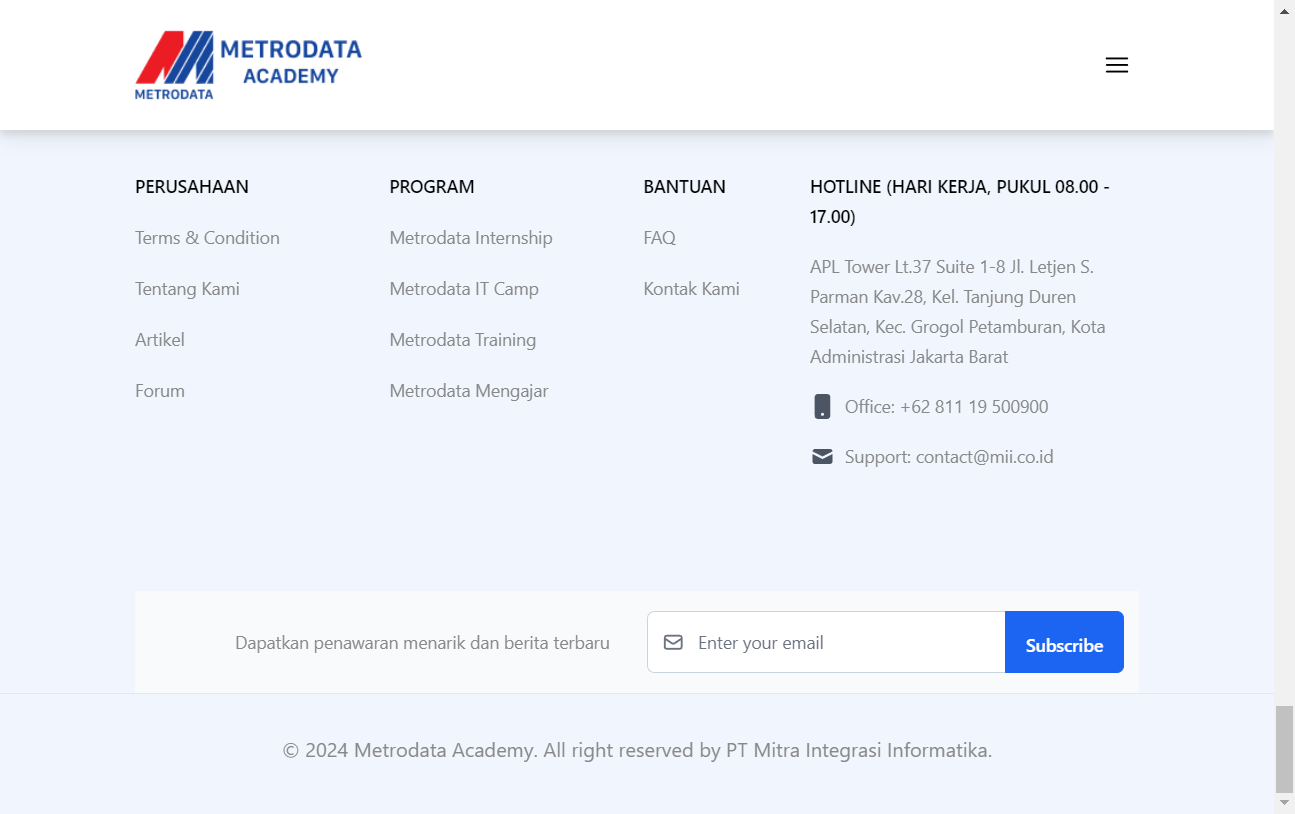 METRODATA
METRODATA
ACADEMY
PERUSAHAAN
Terms & Condition
Tentang Kami
Artikel
Forum
PROGRAM
Metrodata Internship
Metrodata IT Camp
Metrodata Training
Metrodata Mengajar
BANTUAN
FAQ
Kontak Kami
HOTLINE (HARI KERJA, PUKUL 08.00 -
17.00)
APL Tower Lt.37 Suite 1-8 Jl. Letjen S.
Parman Kav.28, Kel. Tanjung Duren
Selatan, Kec. Grogol Petamburan, Kota
Administrasi Jakarta Barat
Office: +62 811 19 500900
Support: contact@mii.co.id
Dapatkan penawaran menarik dan berita terbaru
Enter your email
Subscribe
© 2024 Metrodata Academy. All right reserved by PT Mitra Integrasi Informatika.